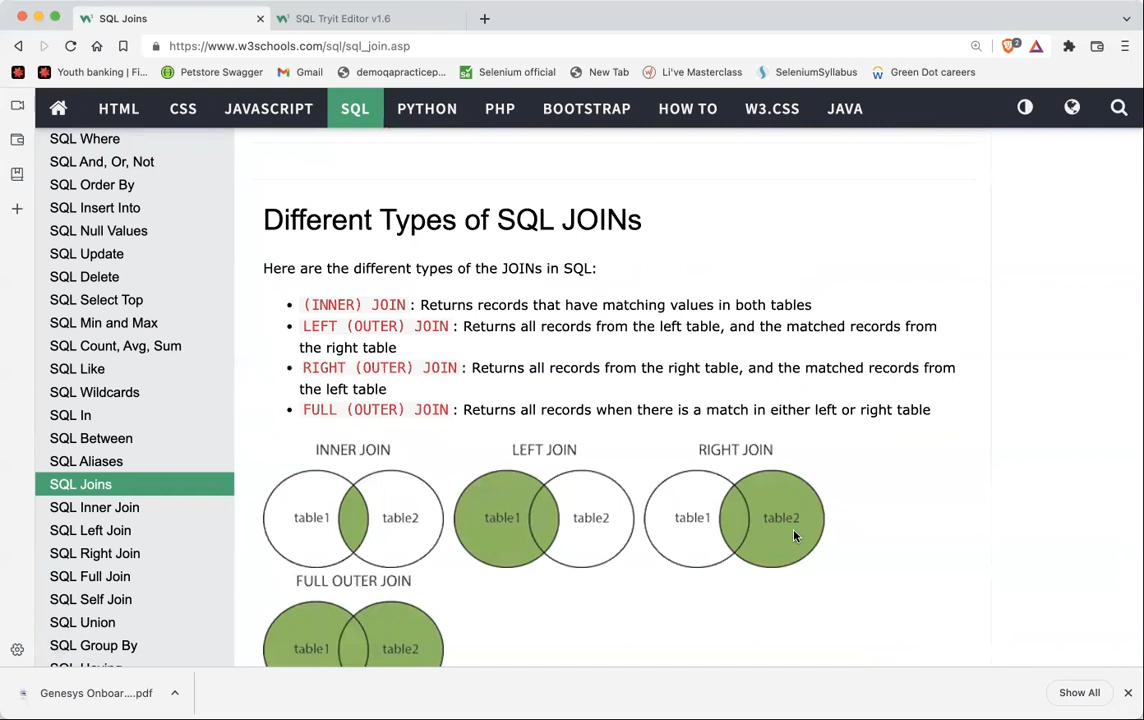 SQL Joins
SQL Tryit Editor v1.6
https://www.w3schools.com/sql/sql_join.asp
2
Youth banking | Fi...
Petstore Swagger
Gmail
demoqapracticep...
Selenium official
New Tab
Li've Masterclass
SeleniumSyllabus
Green Dot careers
HTML
CSS
JAVASCRIPT
SQL
PYTHON
PHP
BOOTSTRAP
HOW TO
W3.CSS
JAVA
SQL Where
SQL And, Or, Not
SQL Order By
SQL Insert Into
SQL Null Values
SQL Update
SQL Delete
SQL Select Top
SQL Min and Max
SQL Count, Avg, Sum
SQL Like
SQL Wildcards
SQL In
SQL Between
SQL Aliases
SQL Joins
SQL Inner Join
SQL Left Join
SQL Right Join
SQL Full Join
SQL Self Join
SQL Union
SQL Group By
SQL Having
Different Types of SQL JOINs
Here are the different types of the JOINs in SQL:
• (INNER) JOIN : Returns records that have matching values in both tables
• LEFT (OUTER) JOIN : Returns all records from the left table, and the matched records from
the right table
• RIGHT (OUTER) JOIN : Returns all records from the right table, and the matched records from
the left table
• FULL (OUTER) JOIN : Returns all records when there is a match in either left or right table
INNER JOIN
table1
table2
LEFT JOIN
table1
table2
RIGHT JOIN
table1
table2
FULL OUTER JOIN
table1
table2
Genesys Onboar....pdf
Show All